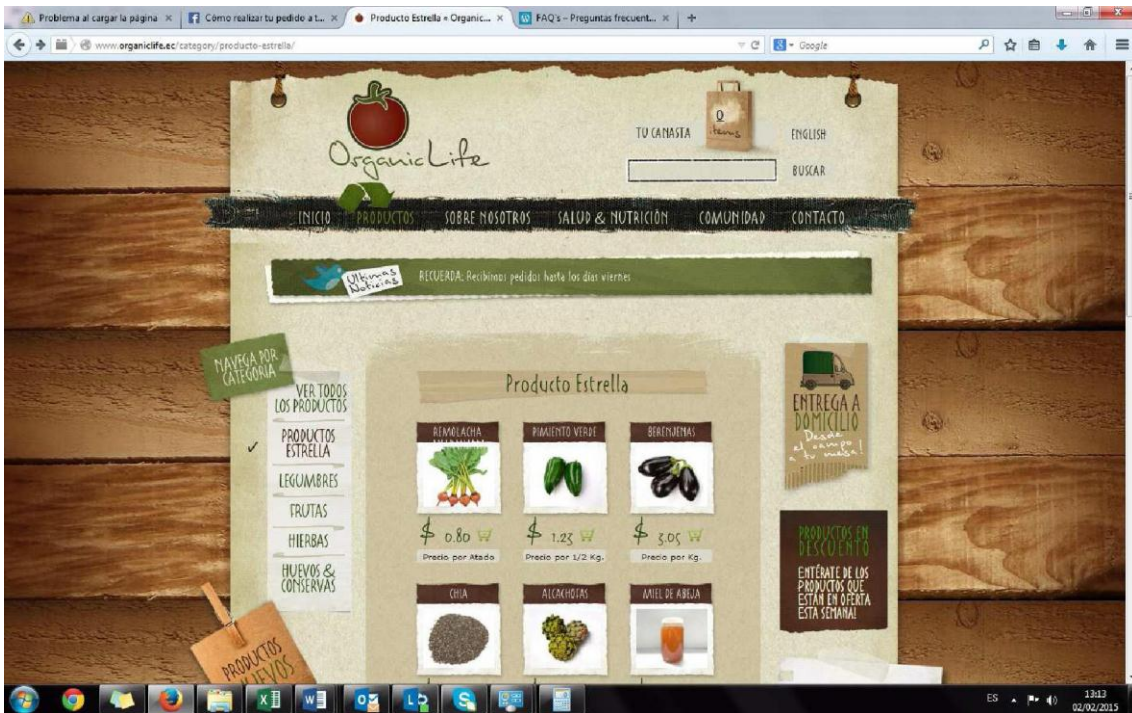 Problema al cargar la página
Cómo realizar tu pedido a t...
Producto Estrella « Organic...
FAQ's – Preguntas frecuent...
www.organiclife.ec/category/producto-estrella/
Google
OrganicLife
TU CANASTA
0
items
ENGLISH
BUSCAR
INICIO PRODUCTOS SOBRE NOSOTROS SALUD & NUTRICIÓN COMUNIDAD CONTACTO
Ultimas
Noticias
RECUERDA: Recibimos pedidos hasta los días viernes
NAVEGA POR
CATEGORIA
VER TODOS
LOS PRODUCTOS
PRODUCTOS
ESTRELLA
LEGUMBRES
FRUTAS
HIERBAS
HUEVOS &
CONSERVAS
PRODUCTOS
NUEVOS
Producto Estrella
REMOLACHA
PIMIENTO VERDE
BERENJENAS
$ 0.80
$ 1.23
$ 3.05
Precio por Atado
Precio por 1/2 Kg.
Precio por Kg.
CHIA
ALCACHOFAS
MIEL DE ABEJA
ENTREGA A
DOMICILIO
Desde
el campo
a tu mesa!
PRODUCTOS EN
DESCUENTO
ENTÉRATE DE LOS
PRODUCTOS QUE
ESTÁN EN OFERTA
ESTA SEMANA!
ES
13:13
02/02/2015